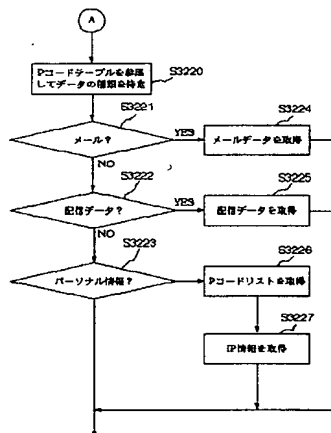 A
S3220
Pコードテーブルを参照
してデータの種類を特定
S3221
メール?
YES
S3224
メールデータを取得
NO
S3222
配信データ?
YES
S3225
配信データを取得
NO
S3223
パーソナル情報?
S3226
Pコードリストを取得
S3227
IP情報を取得